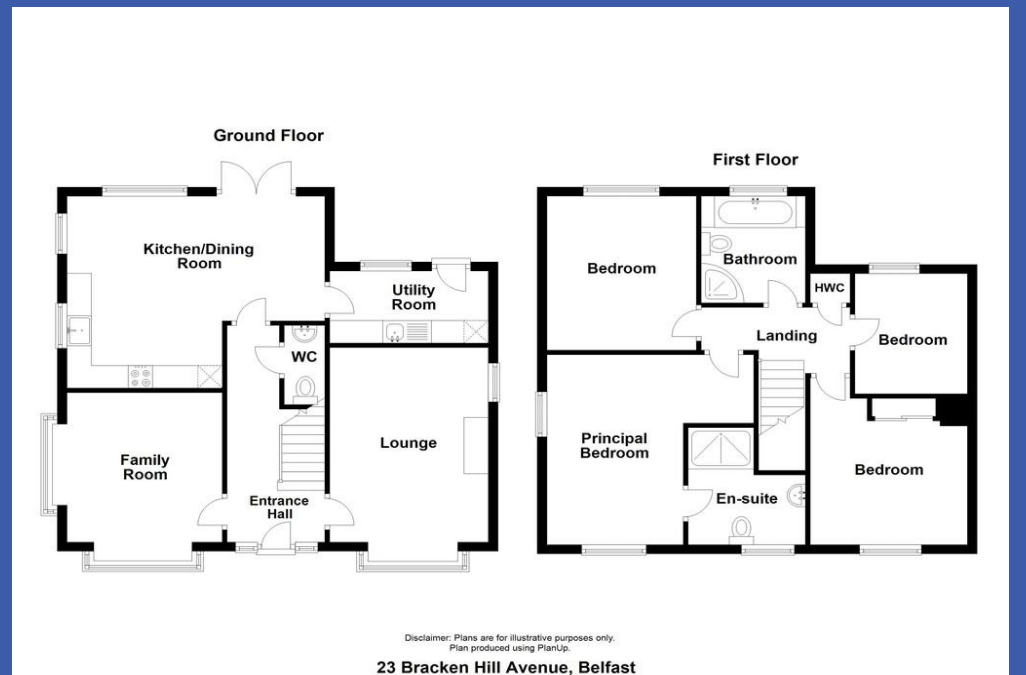 Ground Floor
Kitchen/Dining
Room
Utility
Room
WC
Lounge
Family
Room
Entrance
Hall
First Floor
Bedroom
Bathroom
HWC
Landing
Bedroom
Principal
Bedroom
En-suite
Bedroom
Disclaimer: Plans are for illustrative purposes only.
Plan produced using PlanUp.
23 Bracken Hill Avenue, Belfast